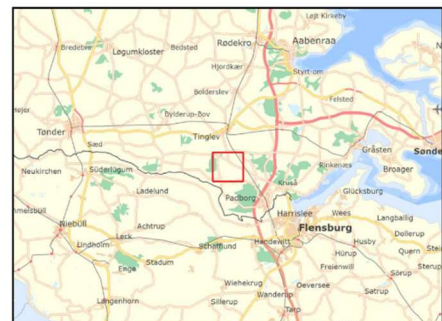 Løjt Kirkeby
Rødekro
Aabenraa
Bredebro
Bedsted
Løgumkloster
Hjordkær
Styrt-om
Bolderslev
Felsted
Bylderup-Bov
Tinglev
Tønder
Gråsten
Sønde
Sæd
Rinkenæs
Broager
Neukirchen
Süderlügum
Ladelund
Kruså
Glücksburg
Padborg
Harrislee
Wees
Langballig
Niebüll
Achtrup
Flensburg
Dollerup
Leck
Schafflund
Handewitt
Husby
Lindholm
Stadum
Hürup
Quern
Enge
Freienwill
Sörup
Wiehekrug
Oeversee
Satrup
Langenhorn
Sillerup
Wanderup
Tarp